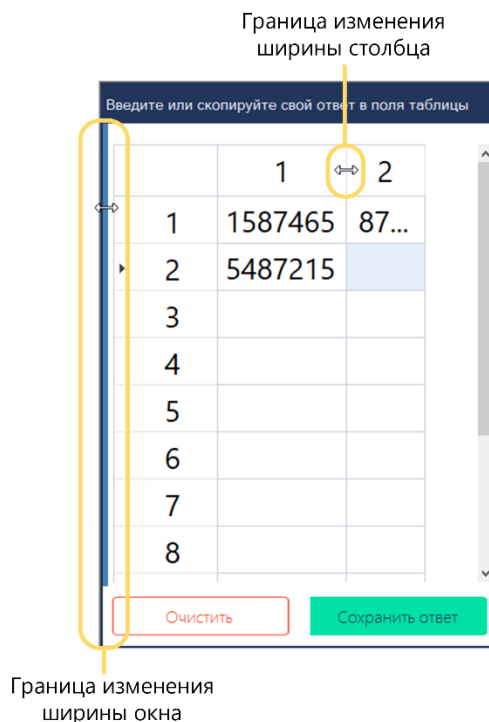 Граница изменения
ширины столбца
Введите или скопируйте свой ответ в поля таблицы
1 2
1 1587465 87...
2 5487215
3
4
5
6
7
8
Очистить Сохранить ответ
Граница изменения
ширины окна